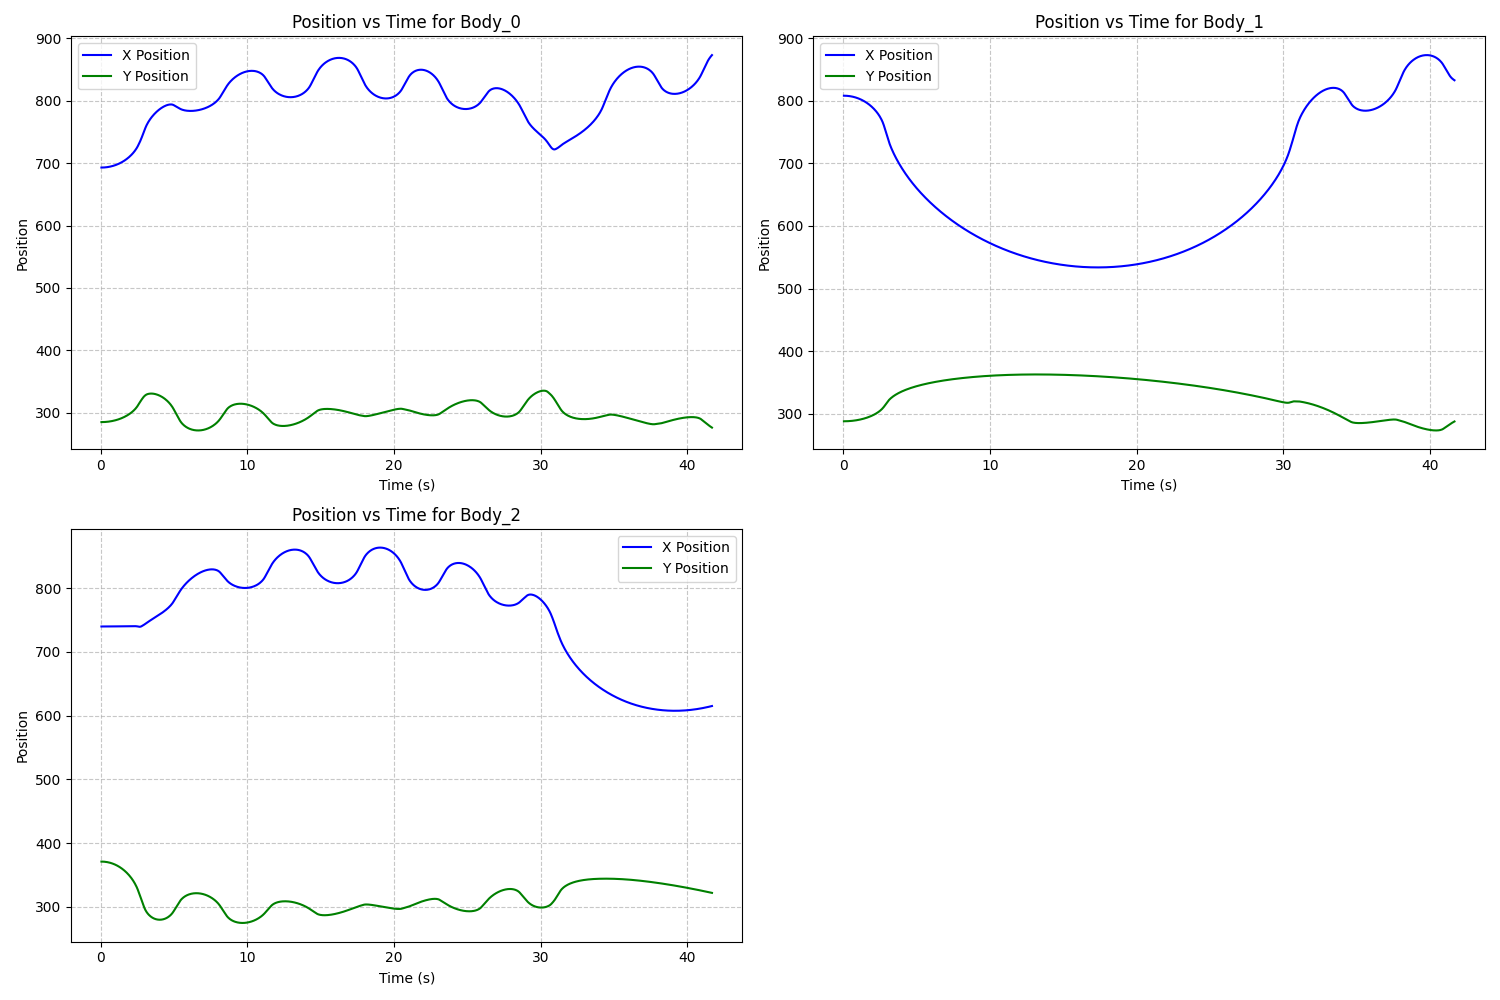 Position vs Time for Body_0
900
800
700
600
500
400
300
Position
X Position
Y Position
0 10 20 30 40
Time (s)
Position vs Time for Body_1
900
800
700
600
500
400
300
Position
X Position
Y Position
0 10 20 30 40
Time (s)
Position vs Time for Body_2
800
700
600
500
400
300
Position
X Position
Y Position
0 10 20 30 40
Time (s)